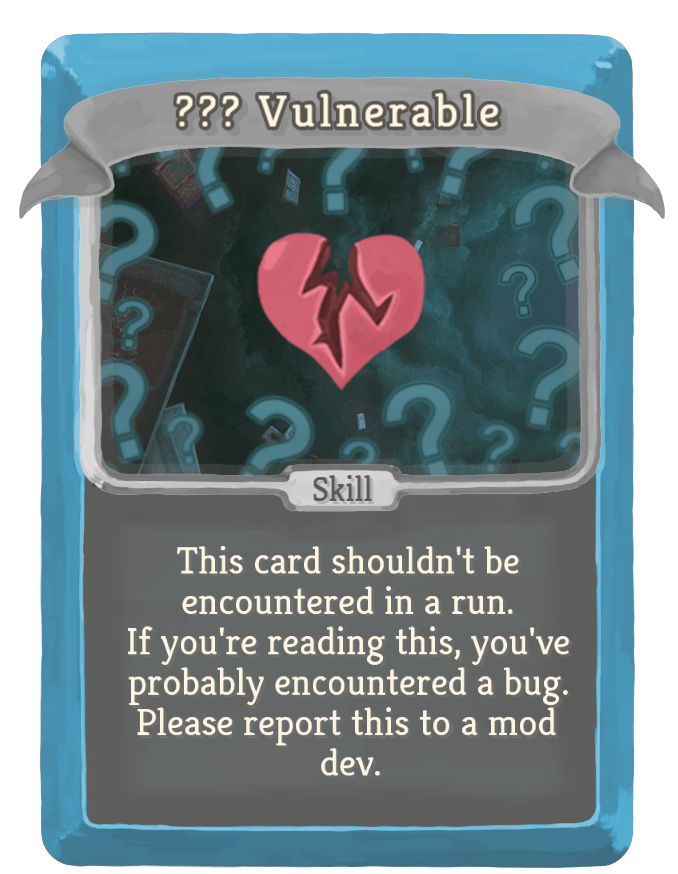 ??? Vulnerable
Skill
This card shouldn't be
encountered in a run.
If you're reading this, you've
probably encountered a bug.
Please report this to a mod
dev.